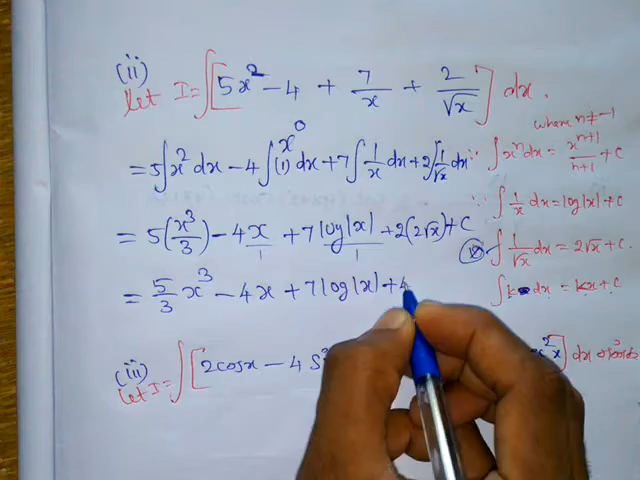 (ii)
let I = ∫[5x² - 4 + 7/x + 2/√x] dx.
where n ≠ -1
= 5∫x² dx - 4∫x⁰(1) dx + 7∫1/x dx + 2∫1/√x dx ∵ ∫xⁿ dx = xⁿ⁺¹/n+1 + C
∵ ∫1/x dx = log|x| + C
= 5(x³/3) - 4x/1 + 7 log|x|/1 + 2(2√x) + C
∫1/√x dx = 2√x + C.
= 5/3 x³ - 4x + 7 log|x| + 4
∫k dx = kx + C
(iii)
let I = ∫[2cosx - 4 S
x] dx